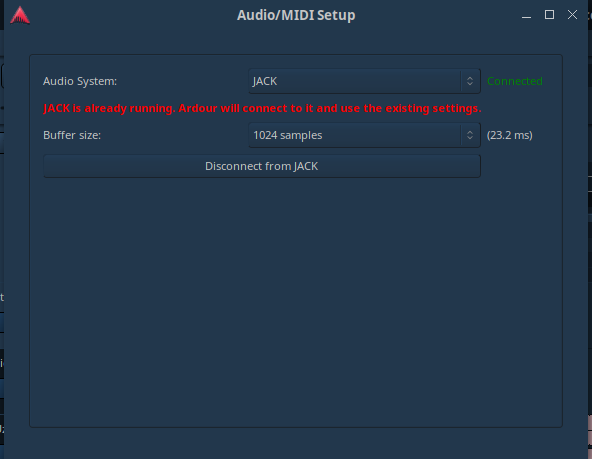 Audio/MIDI Setup
Audio System: JACK Connected
JACK is already running. Ardour will connect to it and use the existing settings.
Buffer size: 1024 samples (23.2 ms)
Disconnect from JACK